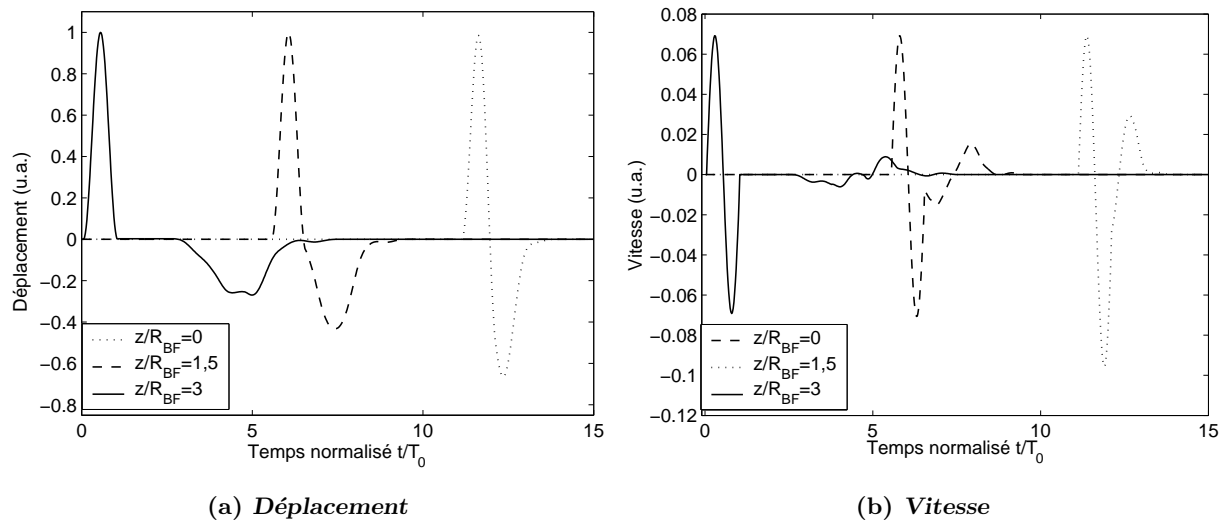 1
0.8
0.6
0.4
0.2
0
−0.2
−0.4
−0.6
−0.8
Déplacement (u.a.)
z/R_BF=0
z/R_BF=1,5
z/R_BF=3
0
5
10
15
Temps normalisé t/T_0
(a) Déplacement
0.08
0.06
0.04
0.02
0
−0.02
−0.04
−0.06
−0.08
−0.1
−0.12
Vitesse (u.a.)
z/R_BF=0
z/R_BF=1,5
z/R_BF=3
0
5
10
15
Temps normalisé t/T_0
(b) Vitesse